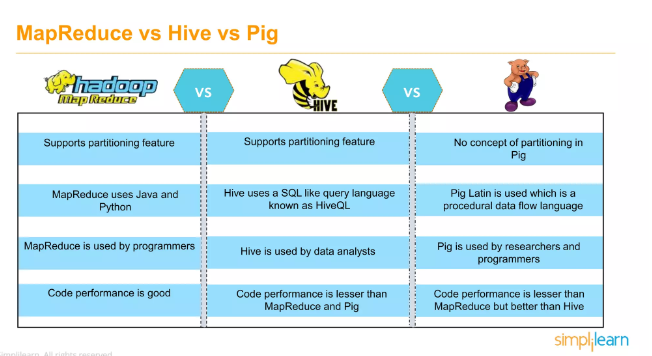 MapReduce vs Hive vs Pig
hadoop
Map Reduce
VS
HIVE
VS
Supports partitioning feature
Supports partitioning feature
No concept of partitioning in
Pig
MapReduce uses Java and
Python
Hive uses a SQL like query language
known as HiveQL
Pig Latin is used which is a
procedural data flow language
MapReduce is used by programmers
Hive is used by data analysts
Pig is used by researchers and
programmers
Code performance is good
Code performance is lesser than
MapReduce and Pig
Code performance is lesser than
MapReduce but better than Hive
simplilearn
Simplilearn. All rights reserved.